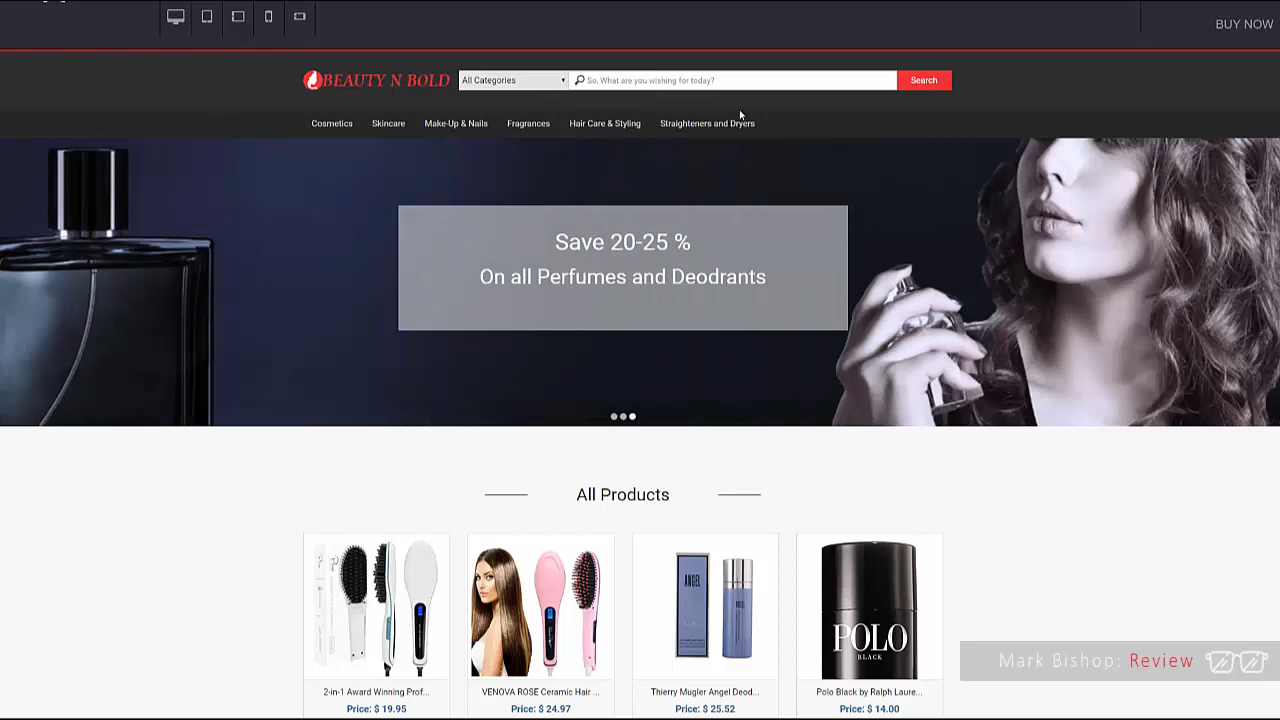 BUY NOW
BEAUTY N BOLD
All Categories
So, What are you wishing for today?
Search
Cosmetics
Skincare
Make-Up & Nails
Fragrances
Hair Care & Styling
Straighteners and Dryers
Save 20-25 %
On all Perfumes and Deodrants
All Products
ANGEL
POLO
BLACK
2-in-1 Award Winning Prof...
VENOVA ROSE Ceramic Hair ...
Thierry Mugler Angel Deod...
Polo Black by Ralph Laure...
Price: $ 19.95
Price: $ 24.97
Price: $ 25.52
Price: $ 14.00
Mark Bishop: Review